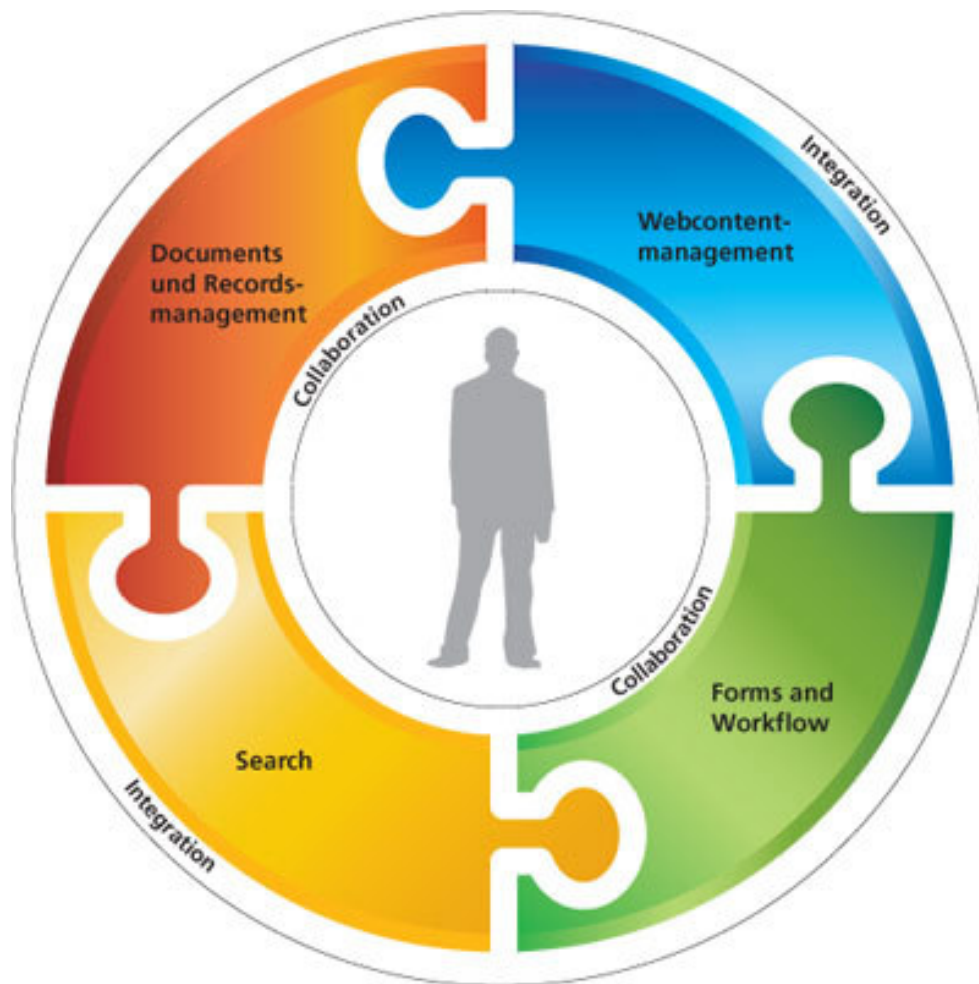 Integration
Webcontent-
management
Documents
und Records-
management
Collaboration
Collaboration
Forms and
Workflow
Search
Integration